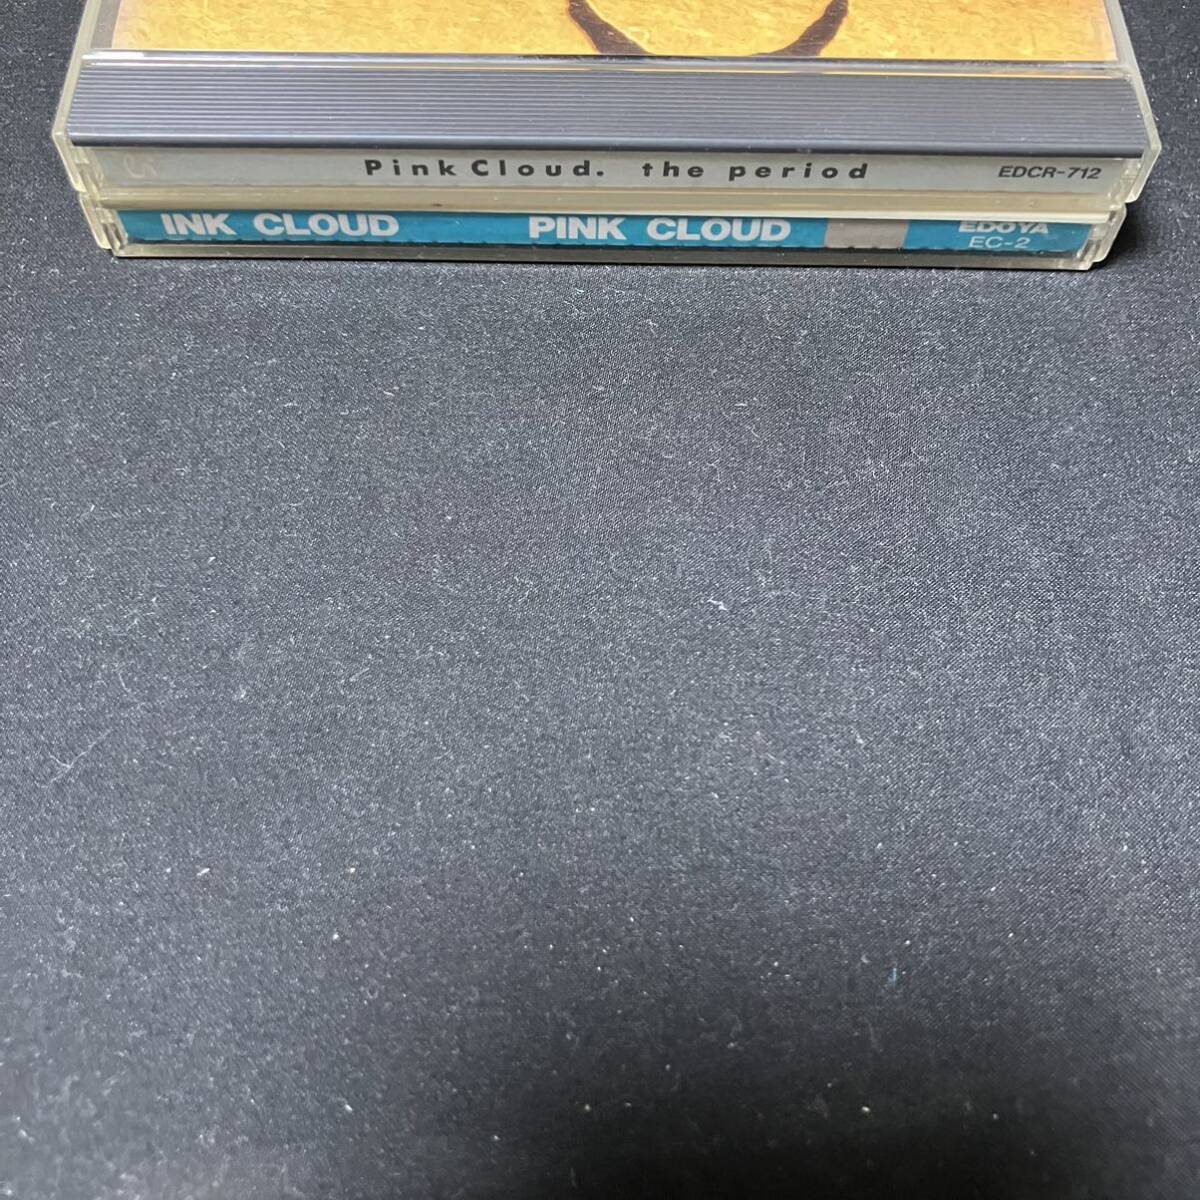 Pink Cloud. the period EDCR-712
INK CLOUD PINK CLOUD EDOYA
EC-2